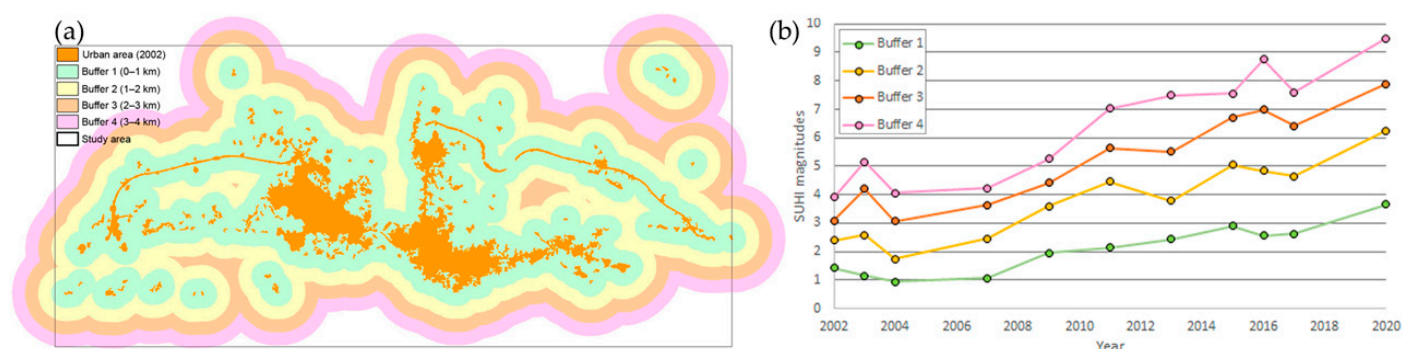 (a)
Urban area (2002)
Buffer 1 (0–1 km)
Buffer 2 (1–2 km)
Buffer 3 (2–3 km)
Buffer 4 (3–4 km)
Study area
(b)
SUHI magnitudes
10
9
8
7
6
5
4
3
2
1
0
Buffer 1
Buffer 2
Buffer 3
Buffer 4
2002 2004 2006 2008 2010 2012 2014 2016 2018 2020
Year